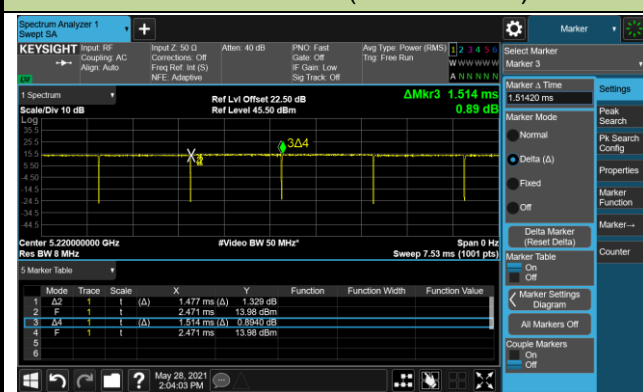 Spectrum Analyzer 1
Swept SA
Marker
KEYSIGHT Input: RF
Coupling: AC
Align: Auto
Input Z: 50 Ω
Corrections: Off
Freq Ref: Int (S)
NFE: Adaptive
Atten: 40 dB
PNO: Fast
Gate: Off
IF Gain: Low
Sig Track: Off
Avg Type: Power (RMS)
Trig: Free Run
1 2 3 4 5 6
W W W W W W
A N N N N N
Select Marker
Marker 3
LW
1 Spectrum
Scale/Div 10 dB
Ref Lvl Offset 22.50 dB
Ref Level 45.50 dBm
ΔMkr3 1.514 ms
0.89 dB
Log
35.5
25.5
15.5
5.50
-4.50
-14.5
-24.5
-34.5
-44.5
3Δ4
Center 5.220000000 GHz
Res BW 8 MHz
#Video BW 50 MHz*
Span 0 Hz
Sweep 7.53 ms (1001 pts)
5 Marker Table
Mode Trace Scale X Y Function Function Width Function Value
1 Δ2 1 t (Δ) 1.477 ms (Δ) 1.329 dB
2 F 1 t 2.471 ms 13.98 dBm
3 Δ4 1 t (Δ) 1.514 ms (Δ) 0.8940 dB
4 F 1 t 2.471 ms 13.98 dBm
5
6
Marker Δ Time
1.51420 ms
Marker Mode
Normal
Delta (Δ)
Fixed
Off
Delta Marker
(Reset Delta)
Marker Table
On
Off
Marker Settings
Diagram
All Markers Off
Couple Markers
On
Off
Settings
Peak
Search
Pk Search
Config
Properties
Marker
Function
Marker→
Counter
May 28, 2021
2:04:03 PM